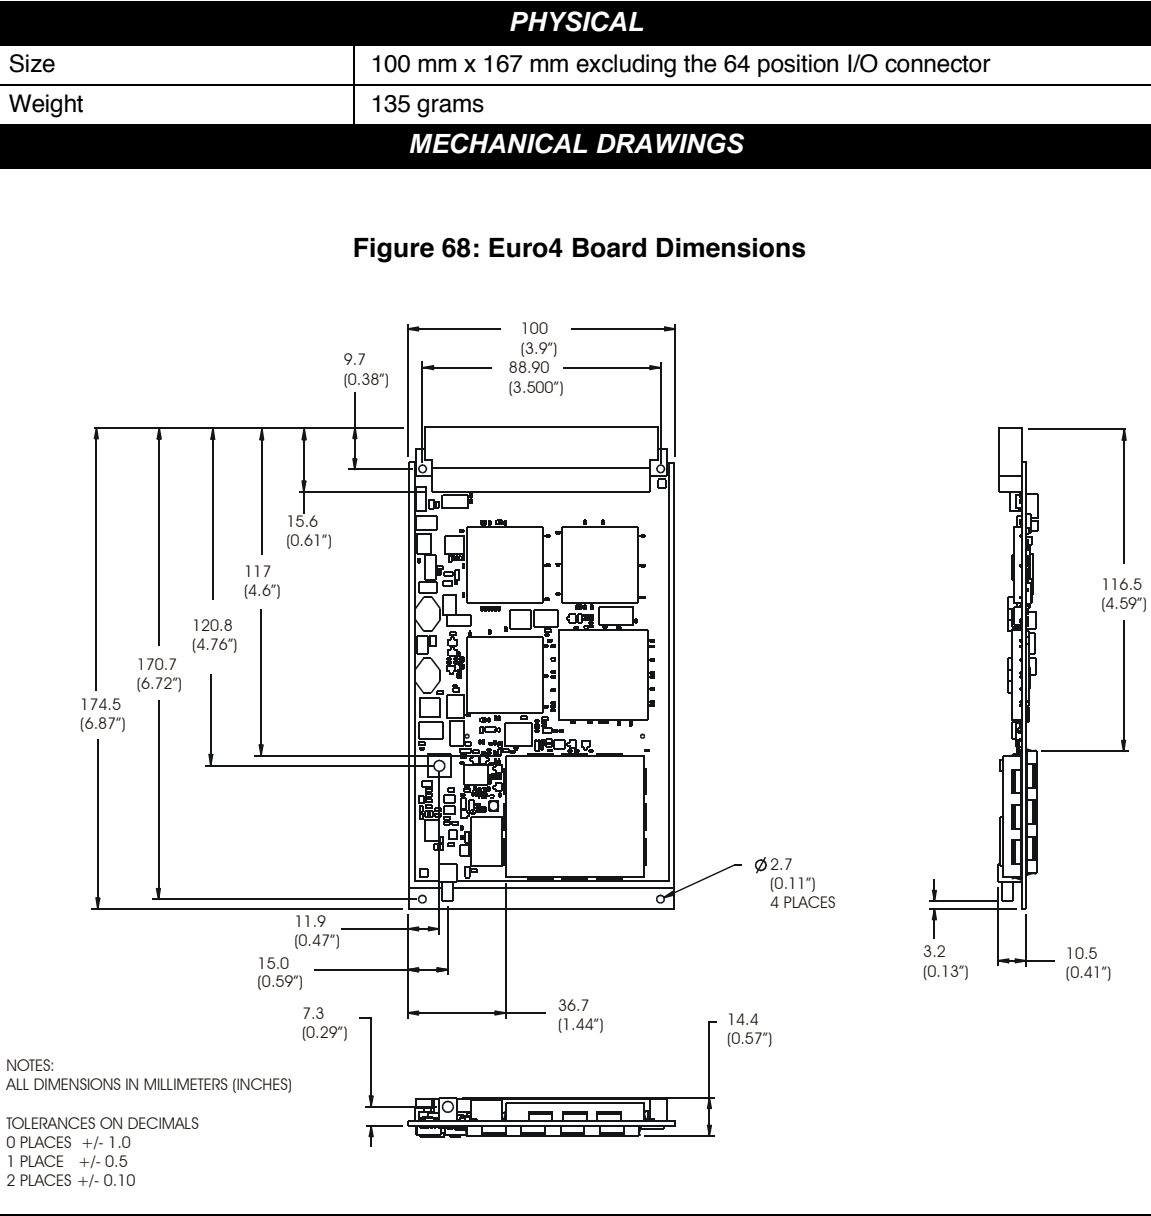 PHYSICAL
Size 100 mm x 167 mm excluding the 64 position I/O connector
Weight 135 grams
MECHANICAL DRAWINGS
Figure 68: Euro4 Board Dimensions
100
(3.9")
9.7
(0.38")
88.90
(3.500")
15.6
(0.61")
117
(4.6")
116.5
(4.59")
120.8
(4.76")
170.7
(6.72")
174.5
(6.87")
Ø 2.7
(0.11")
4 PLACES
11.9
(0.47")
3.2
(0.13")
10.5
(0.41")
15.0
(0.59")
36.7
(1.44")
7.3
(0.29")
14.4
(0.57")
NOTES:
ALL DIMENSIONS IN MILLIMETERS (INCHES)
TOLERANCES ON DECIMALS
0 PLACES +/- 1.0
1 PLACE +/- 0.5
2 PLACES +/- 0.10